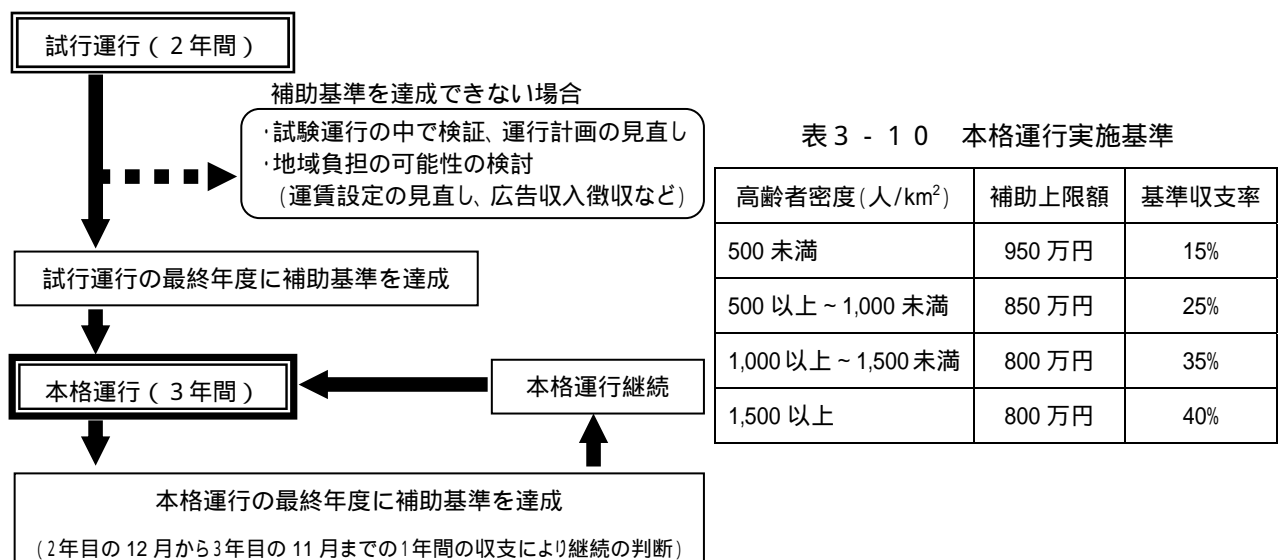 試行運行（２年間）
補助基準を達成できない場合
・試験運行の中で検証、運行計画の見直し
・地域負担の可能性の検討
（運賃設定の見直し、広告収入徴収など）
試行運行の最終年度に補助基準を達成
本格運行（３年間）
本格運行継続
本格運行の最終年度に補助基準を達成
（2年目の 12 月から3年目の 11 月までの1年間の収支により継続の判断）
表３－１０　本格運行実施基準
高齢者密度(人/km²) 補助上限額 基準収支率
500 未満 950 万円 15%
500 以上～1,000 未満 850 万円 25%
1,000 以上～1,500 未満 800 万円 35%
1,500 以上 800 万円 40%